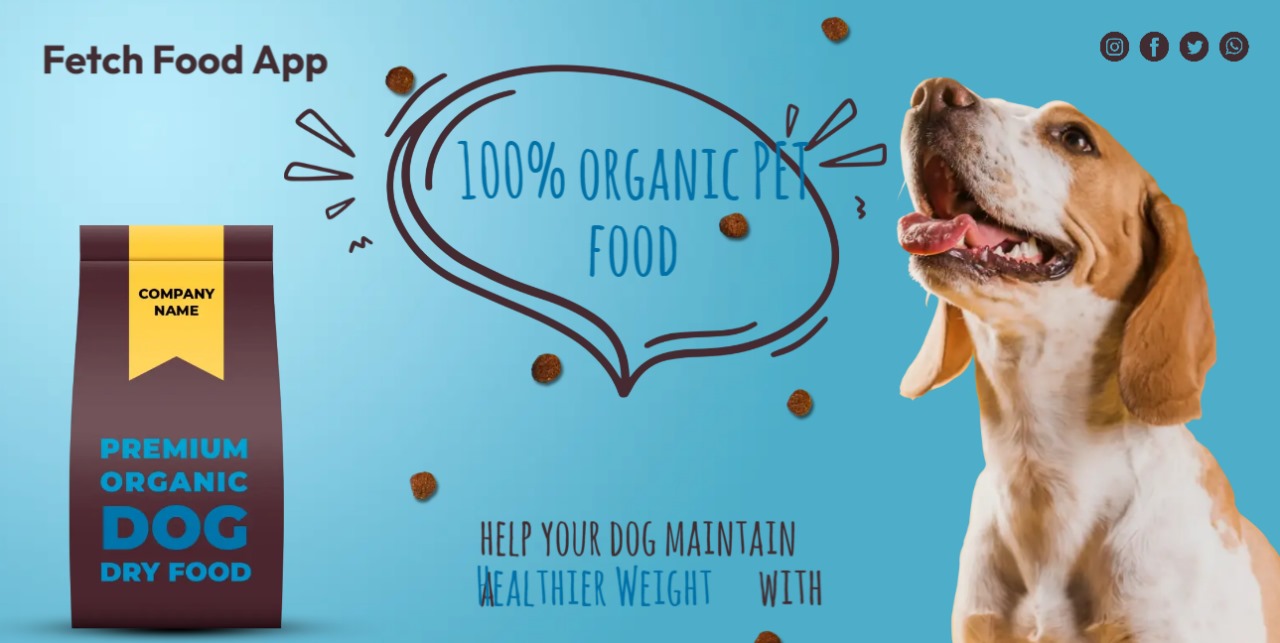 Fetch Food App
100% ORGANIC PET
FOOD
COMPANY
NAME
PREMIUM
ORGANIC
DOG
DRY FOOD
HELP YOUR DOG MAINTAIN
A HEALTHIER WEIGHT WITH